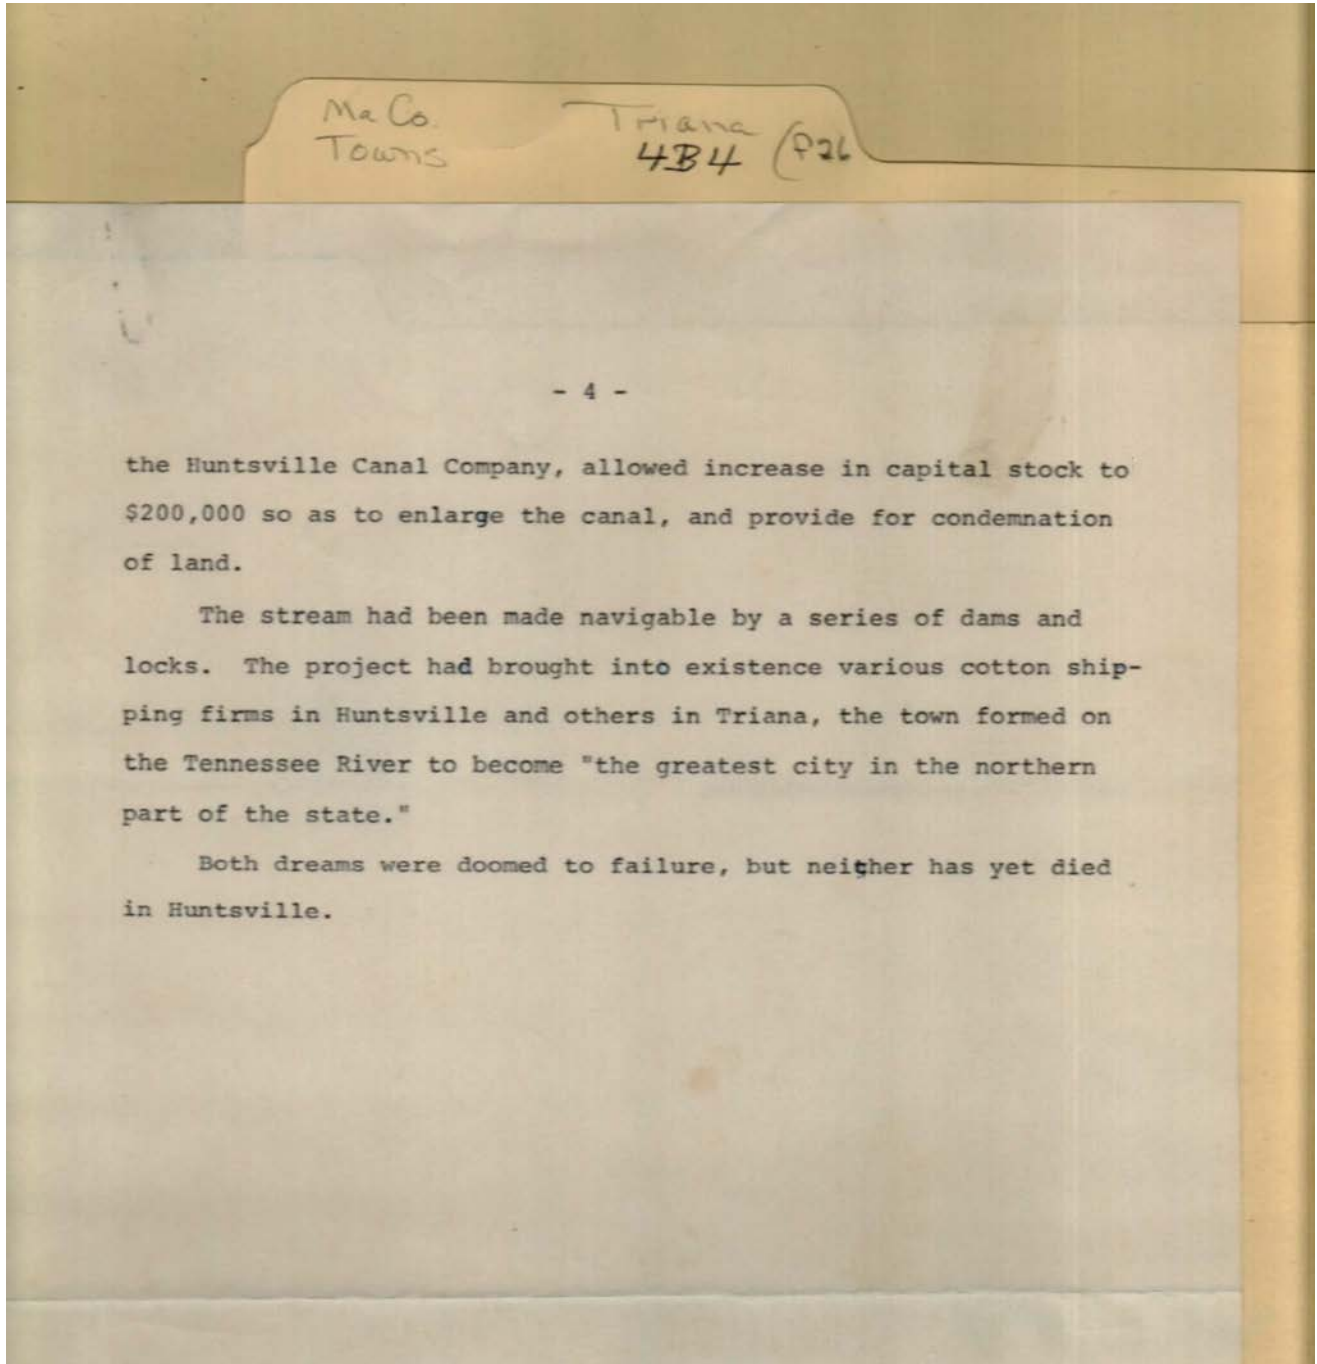 Ma Co. Triana
Towns 4B4 (P26
- 4 -
the Huntsville Canal Company, allowed increase in capital stock to
$200,000 so as to enlarge the canal, and provide for condemnation
of land.
The stream had been made navigable by a series of dams and
locks. The project had brought into existence various cotton ship-
ping firms in Huntsville and others in Triana, the town formed on
the Tennessee River to become "the greatest city in the northern
part of the state."
Both dreams were doomed to failure, but neither has yet died
in Huntsville.